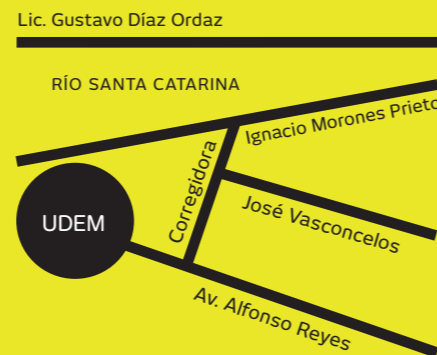 Lic. Gustavo Díaz Ordaz
RÍO SANTA CATARINA
Ignacio Morones Prieto
Corregidora
José Vasconcelos
UDEM
Av. Alfonso Reyes